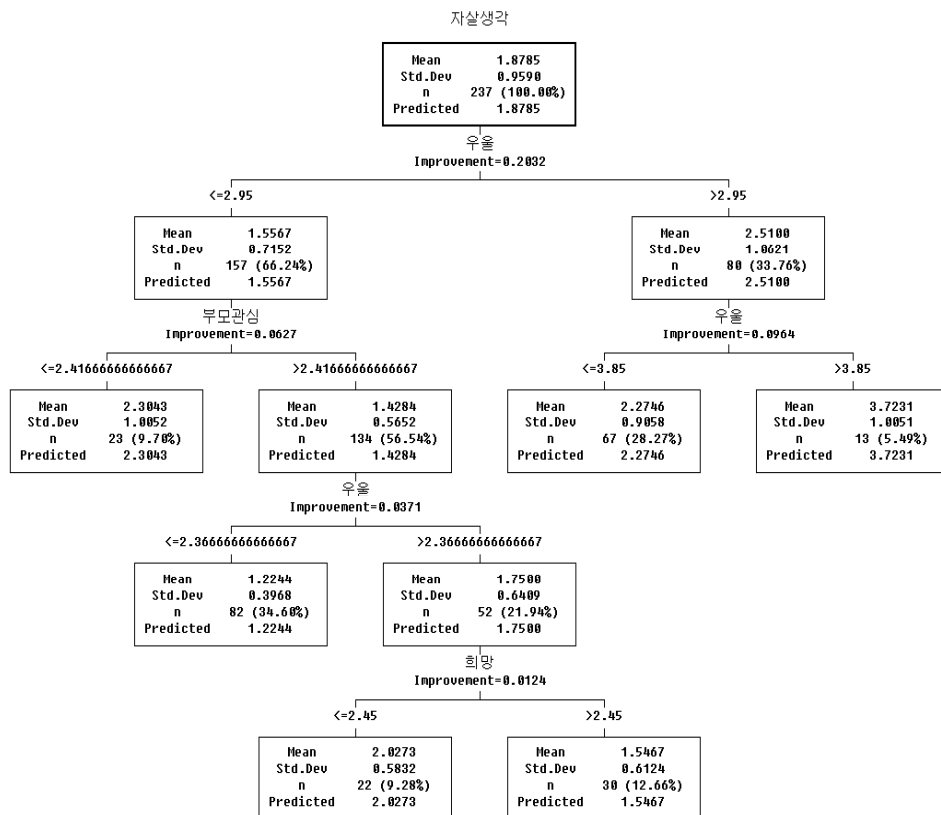 자살생각
Mean 1.8785
Std.Dev 0.9590
n 237 (100.00%)
Predicted 1.8785
우울
Improvement=0.2032
<=2.95
>2.95
Mean 1.5567
Std.Dev 0.7152
n 157 (66.24%)
Predicted 1.5567
Mean 2.5100
Std.Dev 1.0621
n 80 (33.76%)
Predicted 2.5100
부모관심
Improvement=0.0627
우울
Improvement=0.0964
<=2.41666666666667
>2.41666666666667
<=3.85
>3.85
Mean 2.3043
Std.Dev 1.0052
n 23 (9.70%)
Predicted 2.3043
Mean 1.4284
Std.Dev 0.5652
n 134 (56.54%)
Predicted 1.4284
Mean 2.2746
Std.Dev 0.9058
n 67 (28.27%)
Predicted 2.2746
Mean 3.7231
Std.Dev 1.0051
n 13 (5.49%)
Predicted 3.7231
우울
Improvement=0.0371
<=2.36666666666667
>2.36666666666667
Mean 1.2244
Std.Dev 0.3968
n 82 (34.60%)
Predicted 1.2244
Mean 1.7500
Std.Dev 0.6409
n 52 (21.94%)
Predicted 1.7500
희망
Improvement=0.0124
<=2.45
>2.45
Mean 2.0273
Std.Dev 0.5832
n 22 (9.28%)
Predicted 2.0273
Mean 1.5467
Std.Dev 0.6124
n 30 (12.66%)
Predicted 1.5467